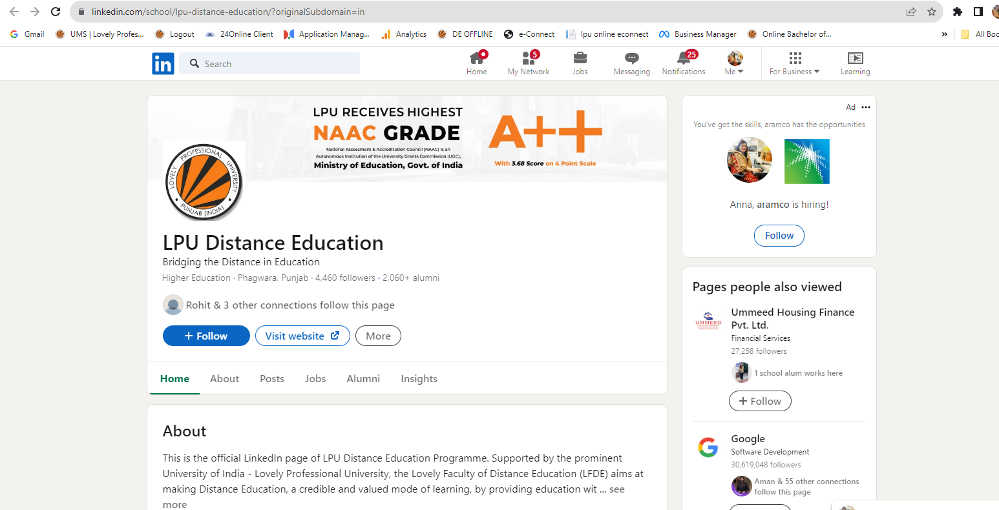 linkedin.com/school/lpu-distance-education/?originalSubdomain=in
Gmail
UMS | Lovely Profes...
Logout
24Online Client
Application Manag...
Analytics
DE OFFLINE
e-Connect
lpu online econnect
Business Manager
Online Bachelor of...
»
All Boo
in
Search
Home
5
My Network
Jobs
Messaging
25
Notifications
Me
For Business
Learning
LPU RECEIVES HIGHEST
NAAC GRADE
National Assessment & Accreditation Council (NAAC) is an
Autonomous Institution of the University Grants Commission (UGC),
Ministry of Education, Govt. of India
A++
With 3.68 Score on 4 Point Scale
LOVELY PROFESSIONAL UNIVERSITY
PUNJAB (INDIA)
LPU Distance Education
Bridging the Distance in Education
Higher Education · Phagwara, Punjab · 4,460 followers · 2,060+ alumni
Rohit & 3 other connections follow this page
+ Follow
Visit website
More
Home
About
Posts
Jobs
Alumni
Insights
About
This is the official LinkedIn page of LPU Distance Education Programme. Supported by the prominent
University of India - Lovely Professional University, the Lovely Faculty of Distance Education (LFDE) aims at
making Distance Education, a credible and valued mode of learning, by providing education wit ... see
more
Ad
You've got the skills, aramco has the opportunities
Anna, aramco is hiring!
Follow
Pages people also viewed
UMMEED
Ummeed Housing Finance
Pvt. Ltd.
Financial Services
27,258 followers
1 school alum works here
+ Follow
Google
Software Development
30,619,048 followers
Aman & 55 other connections
follow this page